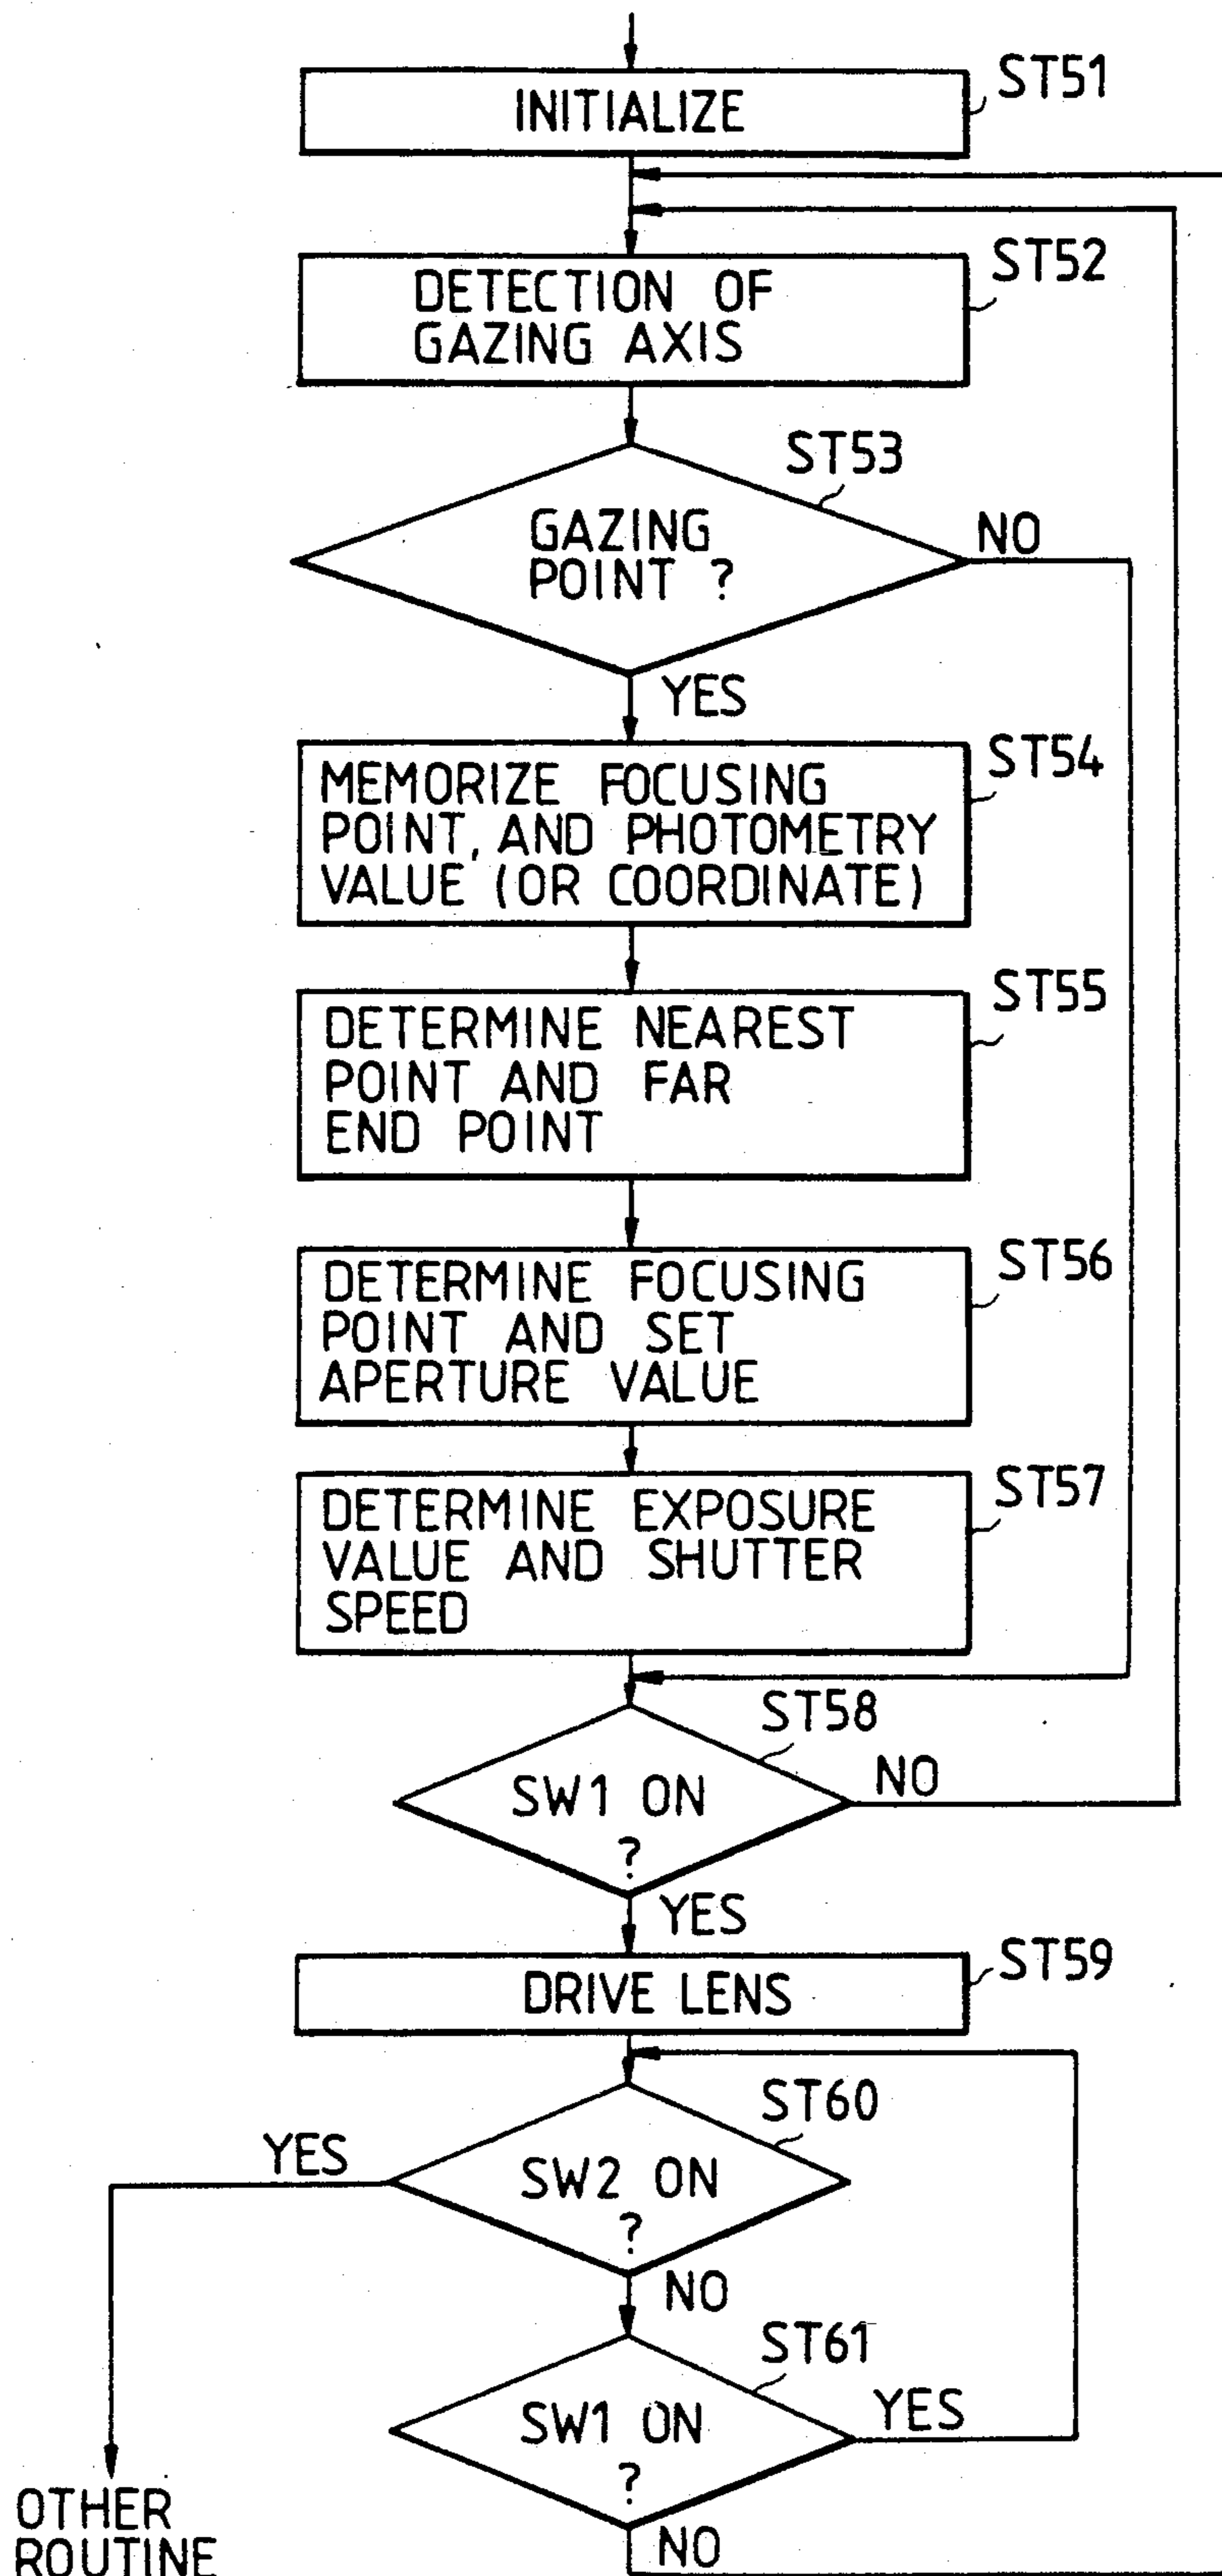 ST51
INITIALIZE
ST52
DETECTION OF
GAZING AXIS
ST53
GAZING
POINT ?
NO
YES
ST54
MEMORIZE FOCUSING
POINT, AND PHOTOMETRY
VALUE (OR COORDINATE)
ST55
DETERMINE NEAREST
POINT AND FAR
END POINT
ST56
DETERMINE FOCUSING
POINT AND SET
APERTURE VALUE
ST57
DETERMINE EXPOSURE
VALUE AND SHUTTER
SPEED
ST58
SW1 ON
?
NO
YES
ST59
DRIVE LENS
ST60
YES
SW2 ON
?
NO
ST61
SW1 ON
?
YES
NO
OTHER
ROUTINE